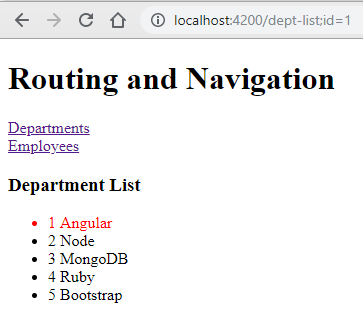 localhost:4200/dept-list;id=1
Routing and Navigation
Departments
Employees
Department List
1 Angular
2 Node
3 MongoDB
4 Ruby
5 Bootstrap